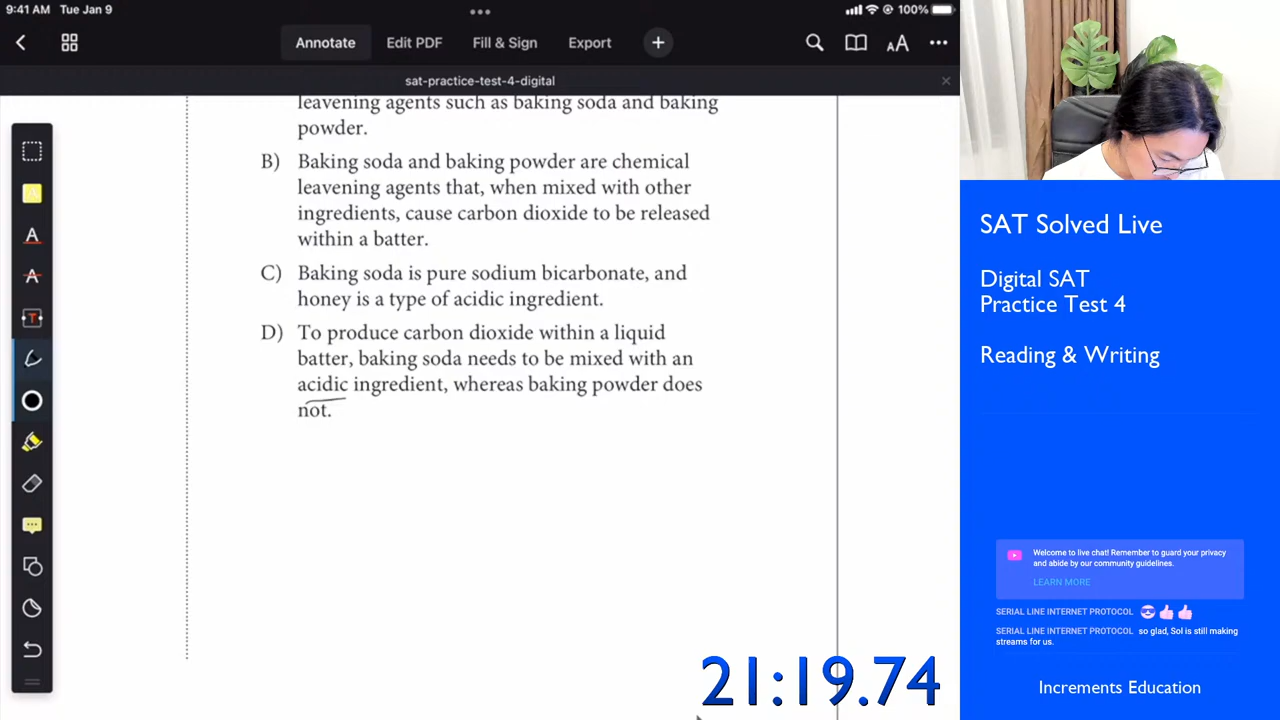 9:41 AM Tue Jan 9
100%
Annotate
Edit PDF
Fill & Sign
Export
AA
sat-practice-test-4-digital
leavening agents such as baking soda and baking
powder.
B) Baking soda and baking powder are chemical
leavening agents that, when mixed with other
ingredients, cause carbon dioxide to be released
within a batter.
C) Baking soda is pure sodium bicarbonate, and
honey is a type of acidic ingredient.
D) To produce carbon dioxide within a liquid
batter, baking soda needs to be mixed with an
acidic ingredient, whereas baking powder does
not.
A
A
A
T
21:19.74
SAT Solved Live
Digital SAT
Practice Test 4
Reading & Writing
Welcome to live chat! Remember to guard your privacy
and abide by our community guidelines.
LEARN MORE
SERIAL LINE INTERNET PROTOCOL
SERIAL LINE INTERNET PROTOCOL so glad, Sol is still making
streams for us.
Increments Education